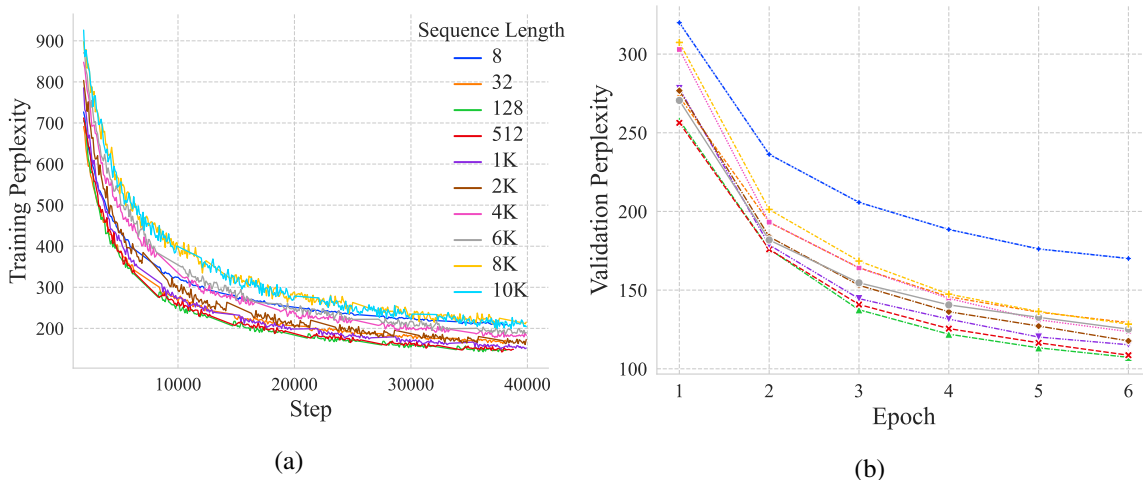 Sequence Length
8
32
128
512
1K
2K
4K
6K
8K
10K
900
800
700
600
500
400
300
200
Training Perplexity
10000
20000
30000
40000
Step
(a)
300
250
200
150
100
Validation Perplexity
1
2
3
4
5
6
Epoch
(b)